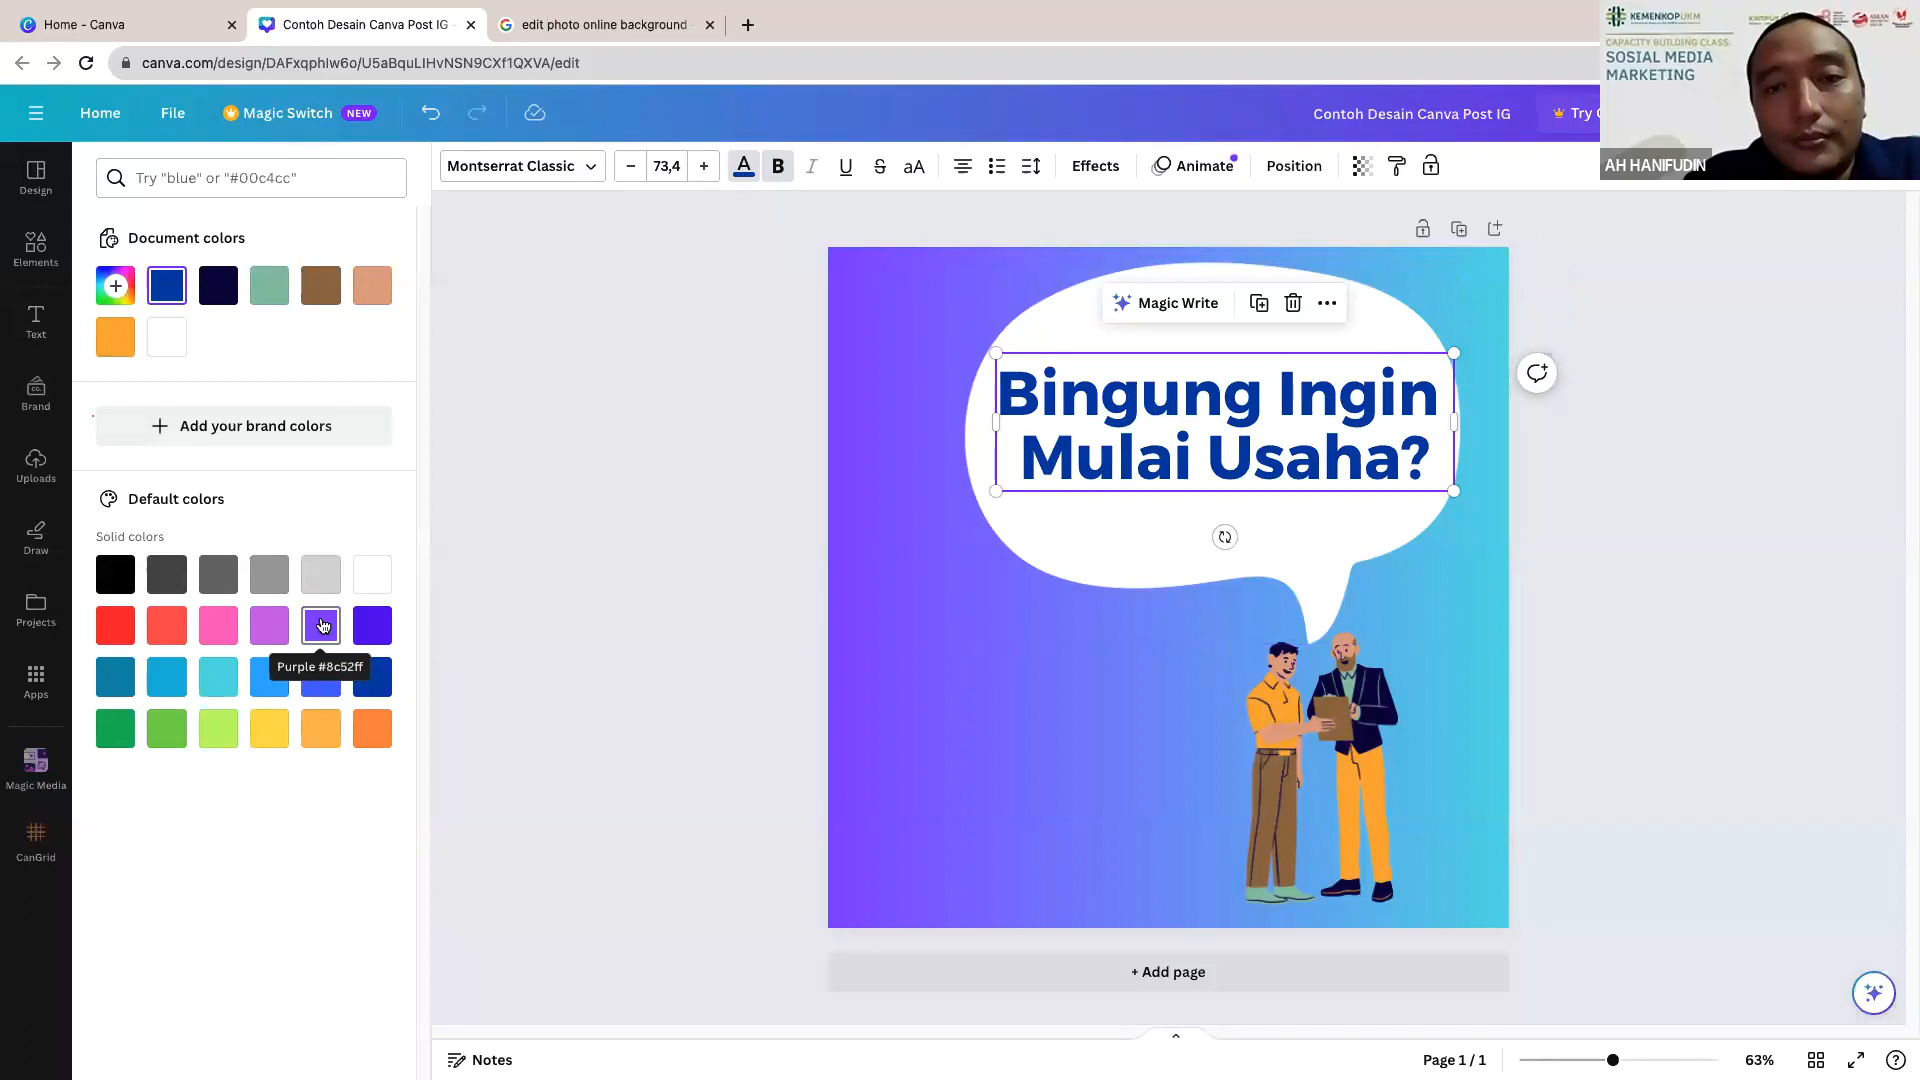 Home - Canva
Contoh Desain Canva Post IG -
edit photo online background -
canva.com/design/DAFxqphIw6o/U5aBquLIHvNSN9CXf1QXVA/edit
KEMENKOPUKM
CAPACITY BUILDING CLASS:
SOCIAL MEDIA
MARKETING
AH HANIFUDIN
Home
File
Magic Switch
NEW
Contoh Desain Canva Post IG
Try
Montserrat Classic
– 73,4 +
A
B
I
U
S
aA
Effects
Animate
Position
Design
Elements
Text
Brand
Uploads
Draw
Projects
Apps
Magic Media
CanGrid
Try "blue" or "#00c4cc"
Document colors
+ Add your brand colors
Default colors
Solid colors
Purple #8c52ff
Magic Write
Bingung Ingin
Mulai Usaha?
+ Add page
Notes
Page 1 / 1
63%